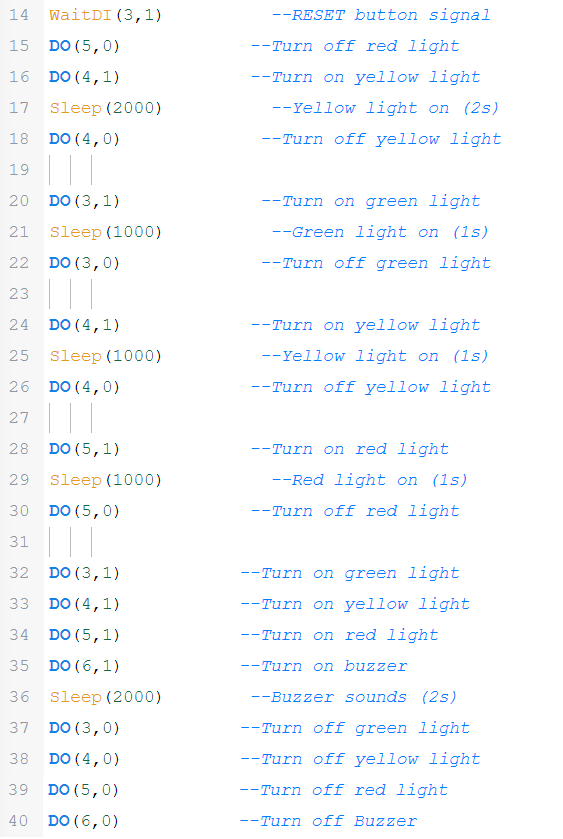 14 WaitDI(3,1) --RESET button signal
15 DO(5,0) --Turn off red light
16 DO(4,1) --Turn on yellow light
17 Sleep(2000) --Yellow light on (2s)
18 DO(4,0) --Turn off yellow light
19
20 DO(3,1) --Turn on green light
21 Sleep(1000) --Green light on (1s)
22 DO(3,0) --Turn off green light
23
24 DO(4,1) --Turn on yellow light
25 Sleep(1000) --Yellow light on (1s)
26 DO(4,0) --Turn off yellow light
27
28 DO(5,1) --Turn on red light
29 Sleep(1000) --Red light on (1s)
30 DO(5,0) --Turn off red light
31
32 DO(3,1) --Turn on green light
33 DO(4,1) --Turn on yellow light
34 DO(5,1) --Turn on red light
35 DO(6,1) --Turn on buzzer
36 Sleep(2000) --Buzzer sounds (2s)
37 DO(3,0) --Turn off green light
38 DO(4,0) --Turn off yellow light
39 DO(5,0) --Turn off red light
40 DO(6,0) --Turn off Buzzer